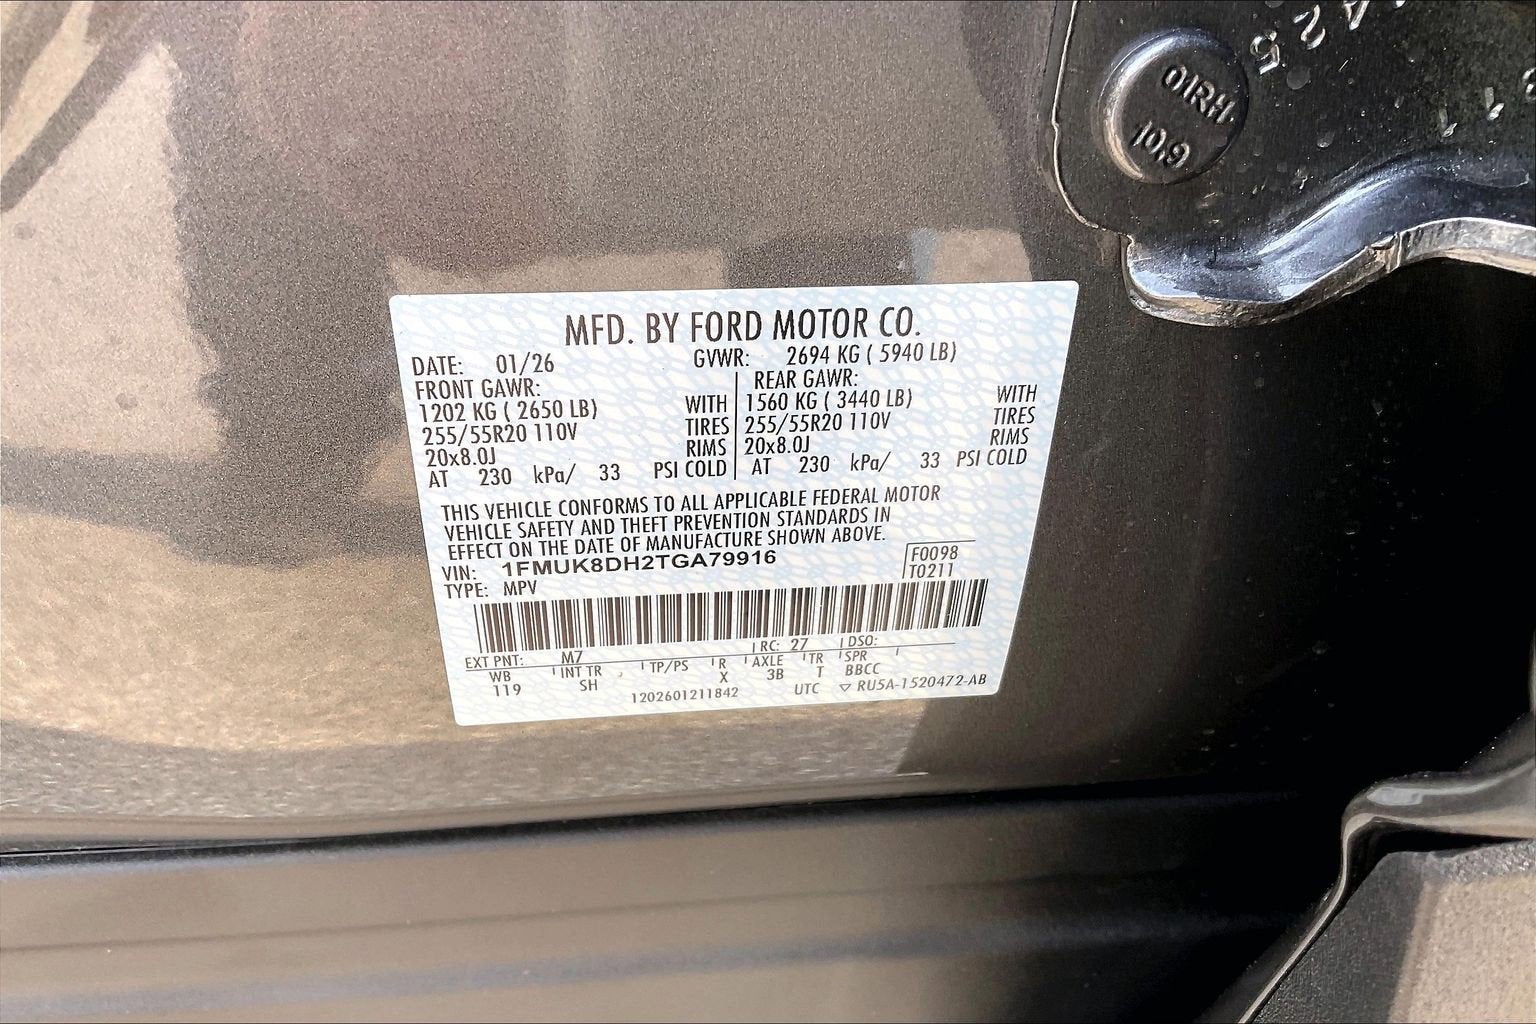 01RH
10.9
A25
MFD. BY FORD MOTOR CO.
DATE: 01/26 GVWR: 2694 KG ( 5940 LB)
FRONT GAWR: REAR GAWR:
1202 KG ( 2650 LB) WITH 1560 KG ( 3440 LB) WITH
255/55R20 110V TIRES 255/55R20 110V TIRES
20x8.0J RIMS 20x8.0J RIMS
AT 230 kPa/ 33 PSI COLD AT 230 kPa/ 33 PSI COLD
THIS VEHICLE CONFORMS TO ALL APPLICABLE FEDERAL MOTOR
VEHICLE SAFETY AND THEFT PREVENTION STANDARDS IN
EFFECT ON THE DATE OF MANUFACTURE SHOWN ABOVE.
VIN: 1FMUK8DH2TGA79916 F0098
TYPE: MPV T0211
EXT PNT: M7 RC: 27 DSO:
WB INT TR TP/PS R AXLE TR SPR
119 SH X 3B T BBCC
1202601211842 UTC ▽ RU5A-1520472-AB